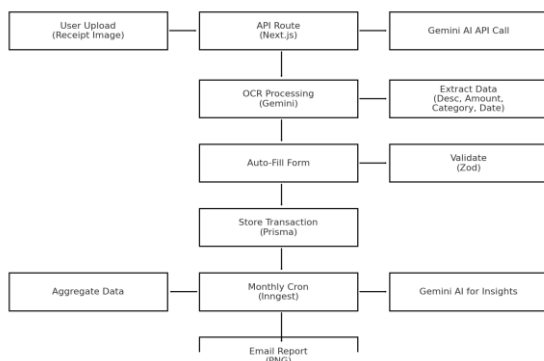 User Upload
(Receipt Image)
API Route
(Next.js)
Gemini AI API Call
OCR Processing
(Gemini)
Extract Data
(Desc, Amount,
Category, Date)
Auto-Fill Form
Validate
(Zod)
Store Transaction
(Prisma)
Aggregate Data
Monthly Cron
(Inngest)
Gemini AI for Insights
Email Report
(PNG)